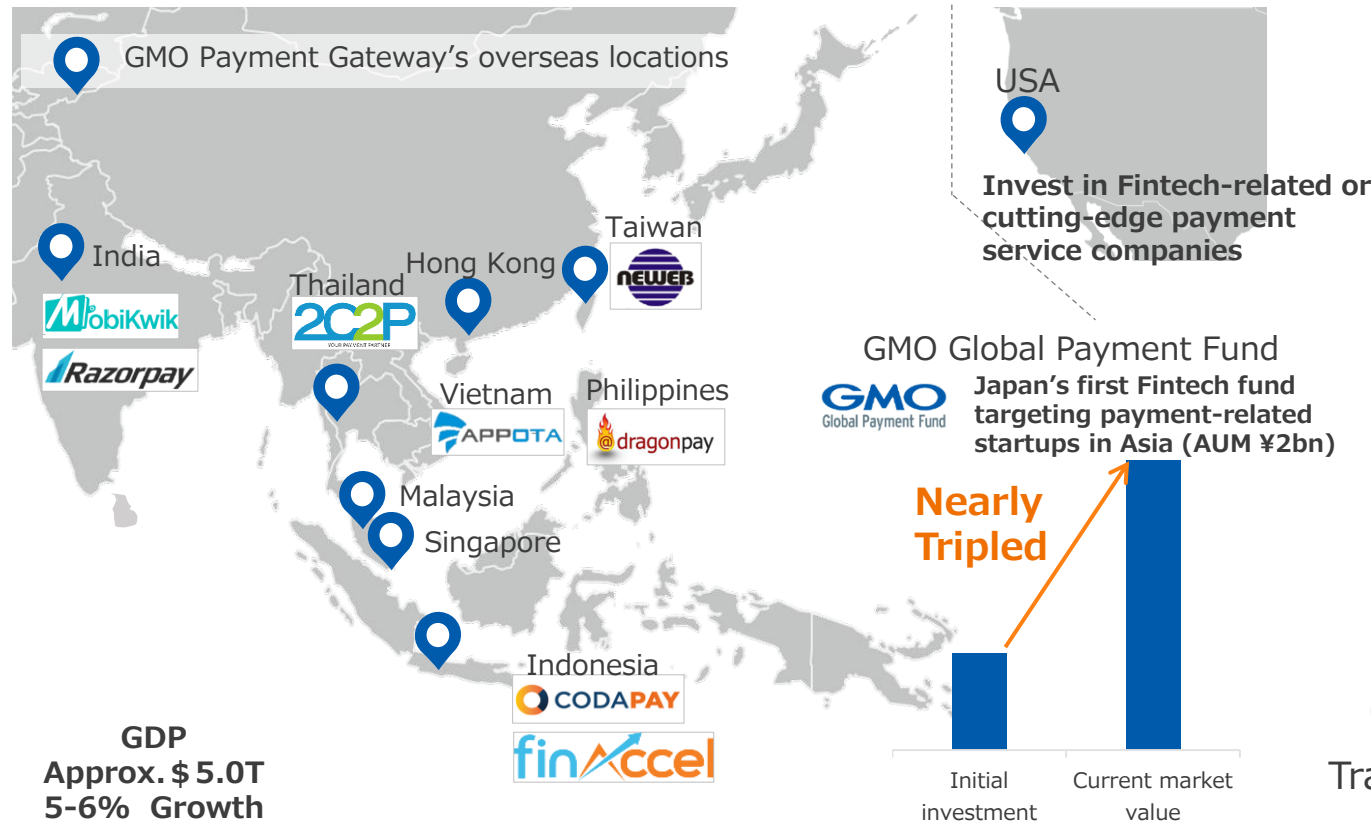 GMO Payment Gateway’s overseas locations
USA
Invest in Fintech-related or
cutting-edge payment
service companies
India
MobiKwik
Razorpay
Thailand
2C2P
YOUR PAYMENT PARTNER
Hong Kong
Taiwan
NEWEB
Vietnam
APPOTA
Philippines
@dragonpay
Malaysia
Singapore
Indonesia
CODAPAY
finAccel
GMO Global Payment Fund
GMO
Global Payment Fund
Japan’s first Fintech fund
targeting payment-related
startups in Asia (AUM ¥2bn)
Nearly
Tripled
Initial
investment
Current market
value
GDP
Approx.$5.0T
5-6% Growth
Tra